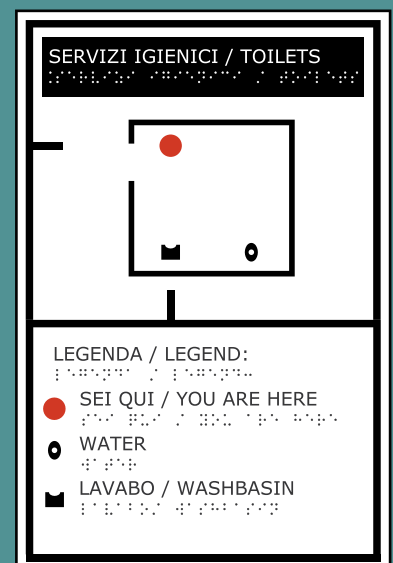 SERVIZI IGIENICI / TOILETS
LEGENDA / LEGEND:
SEI QUI / YOU ARE HERE
WATER
LAVABO / WASHBASIN